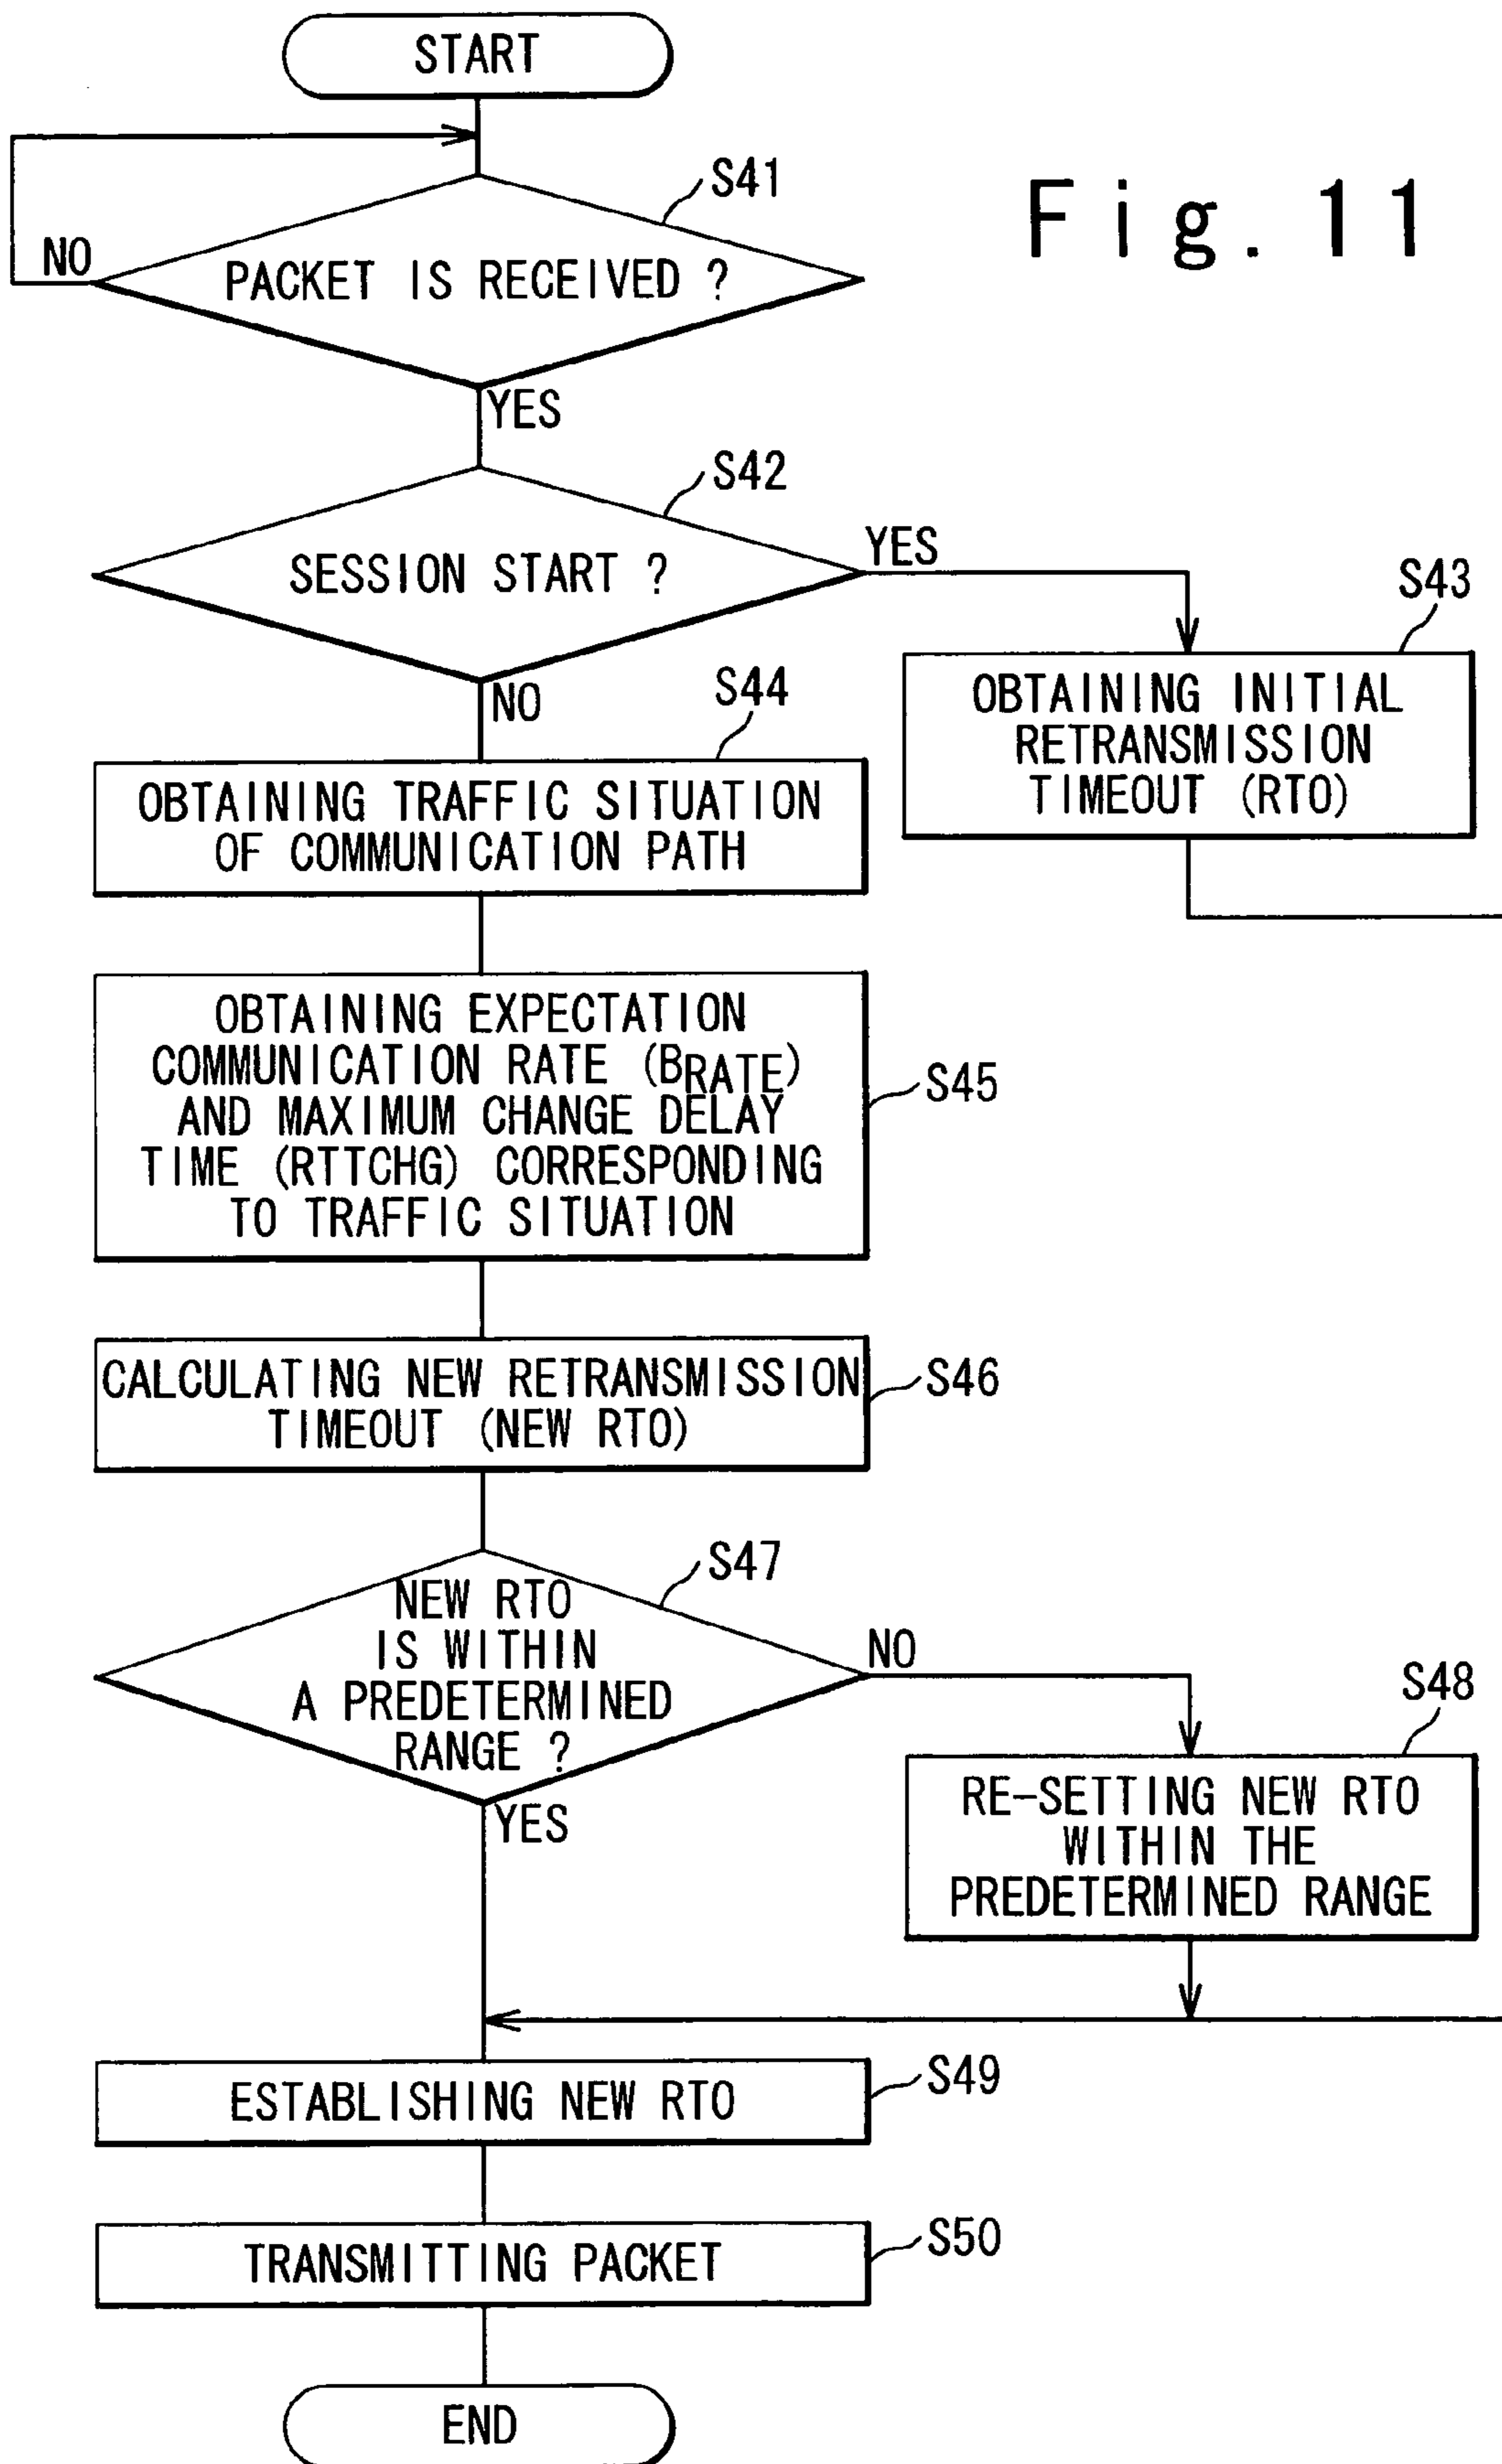 START
Fig. 11
S41
NO
PACKET IS RECEIVED ?
YES
S42
SESSION START ?
YES
S43
OBTAINING INITIAL
RETRANSMISSION
TIMEOUT (RTO)
NO
S44
OBTAINING TRAFFIC SITUATION
OF COMMUNICATION PATH
OBTAINING EXPECTATION
COMMUNICATION RATE (BRATE)
AND MAXIMUM CHANGE DELAY
TIME (RTTCHG) CORRESPONDING
TO TRAFFIC SITUATION
S45
CALCULATING NEW RETRANSMISSION
TIMEOUT (NEW RTO)
S46
S47
NEW RTO
IS WITHIN
A PREDETERMINED
RANGE ?
NO
S48
RE-SETTING NEW RTO
WITHIN THE
PREDETERMINED RANGE
YES
ESTABLISHING NEW RTO
S49
TRANSMITTING PACKET
S50
END